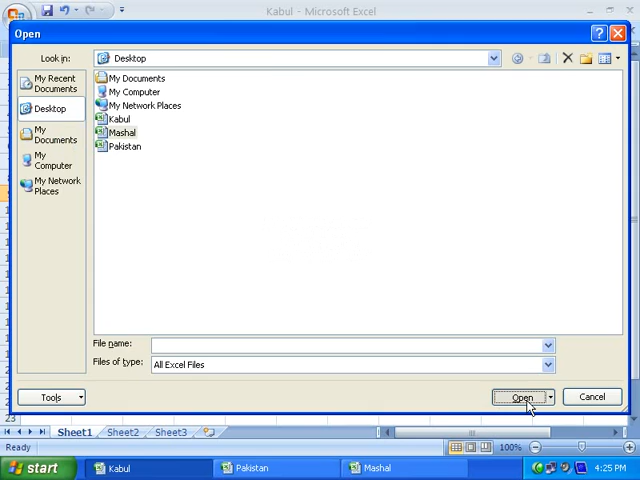 Kabul - Microsoft Excel
Open
Look in:
Desktop
My Recent
Documents
Desktop
My
Documents
My
Computer
My Network
Places
My Documents
My Computer
My Network Places
Kabul
Mashal
Pakistan
File name:
Files of type:
All Excel Files
Tools
Open
Cancel
23
Sheet1
Sheet2
Sheet3
Ready
100%
start
Kabul
Pakistan
Mashal
4:25 PM